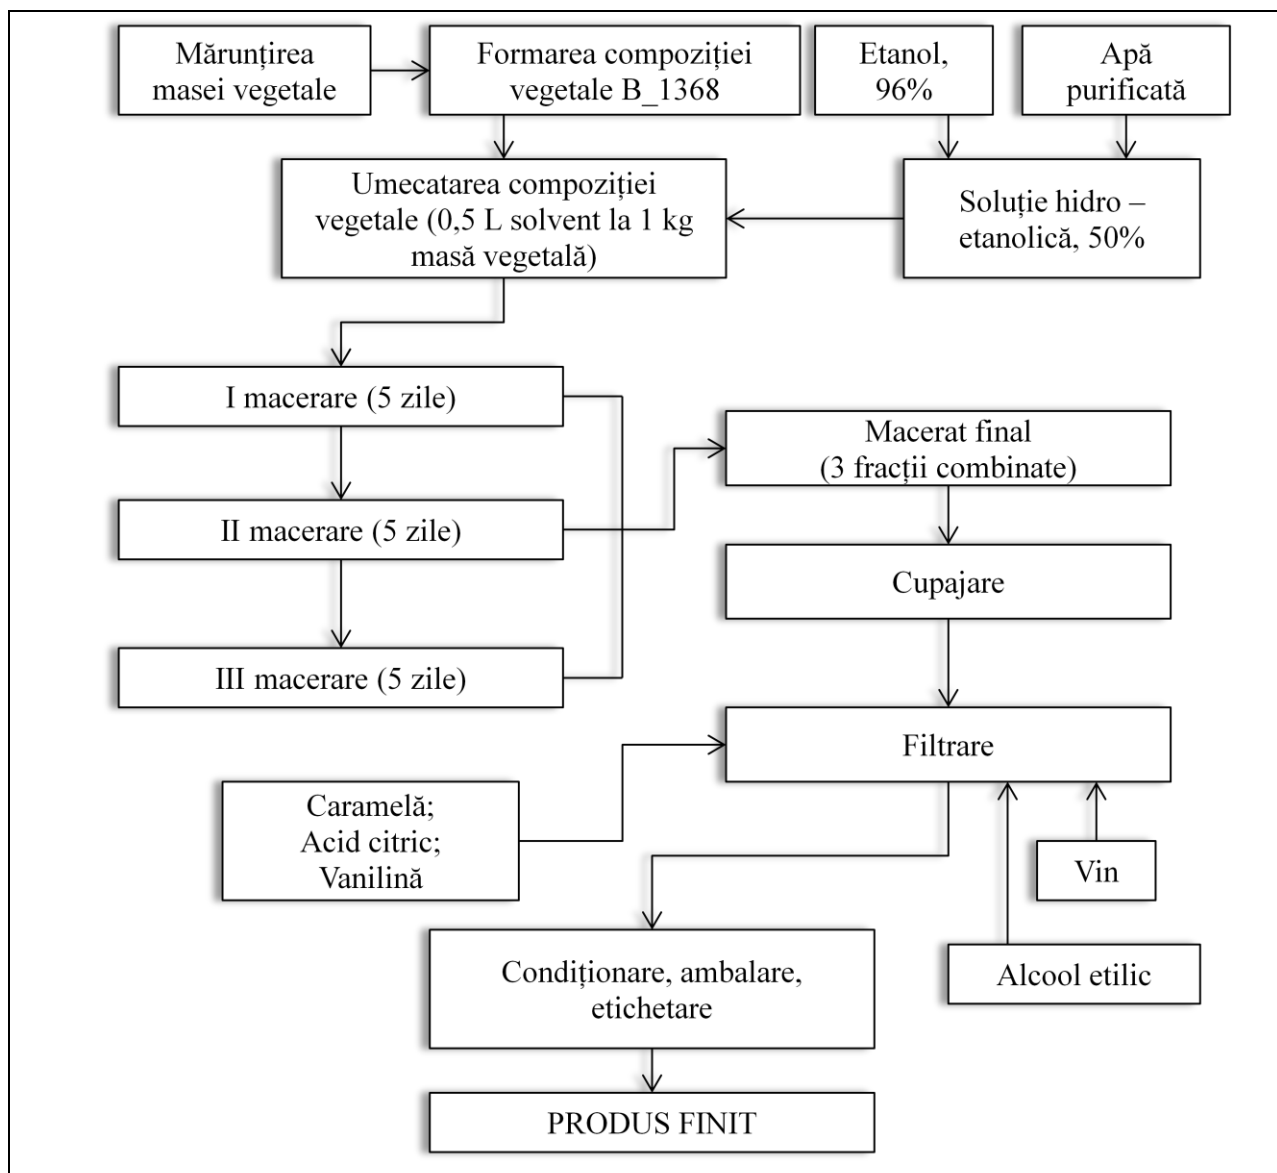 Mărunțirea
masei vegetale
Formarea compoziției
vegetale B_1368
Etanol,
96%
Apă
purificată
Umecatarea compoziției
vegetale (0,5 L solvent la 1 kg
masă vegetală)
Soluție hidro –
etanolică, 50%
I macerare (5 zile)
Macerat final
(3 fracții combinate)
II macerare (5 zile)
Cupajare
III macerare (5 zile)
Filtrare
Caramelă;
Acid citric;
Vanilină
Vin
Condiționare, ambalare,
etichetare
Alcool etilic
PRODUS FINIT